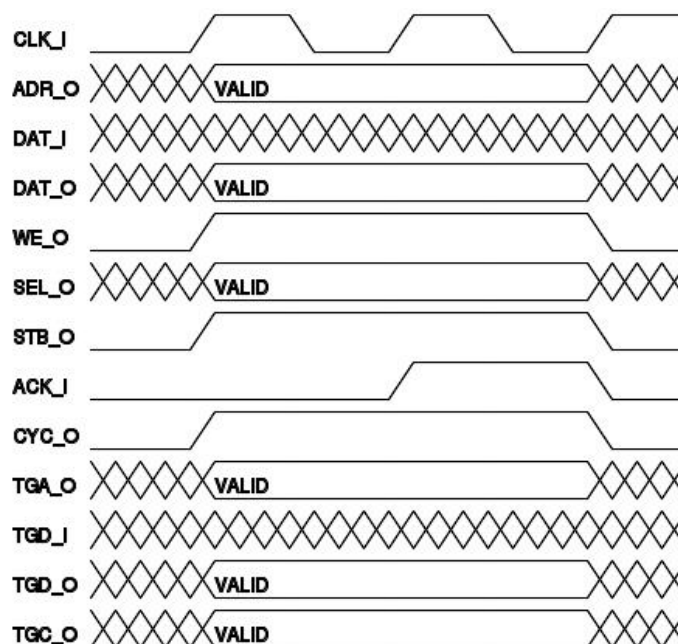 CLK_I
ADR_O VALID
DAT_I
DAT_O VALID
WE_O
SEL_O VALID
STB_O
ACK_I
CYC_O
TGA_O VALID
TGD_I
TGD_O VALID
TGC_O VALID